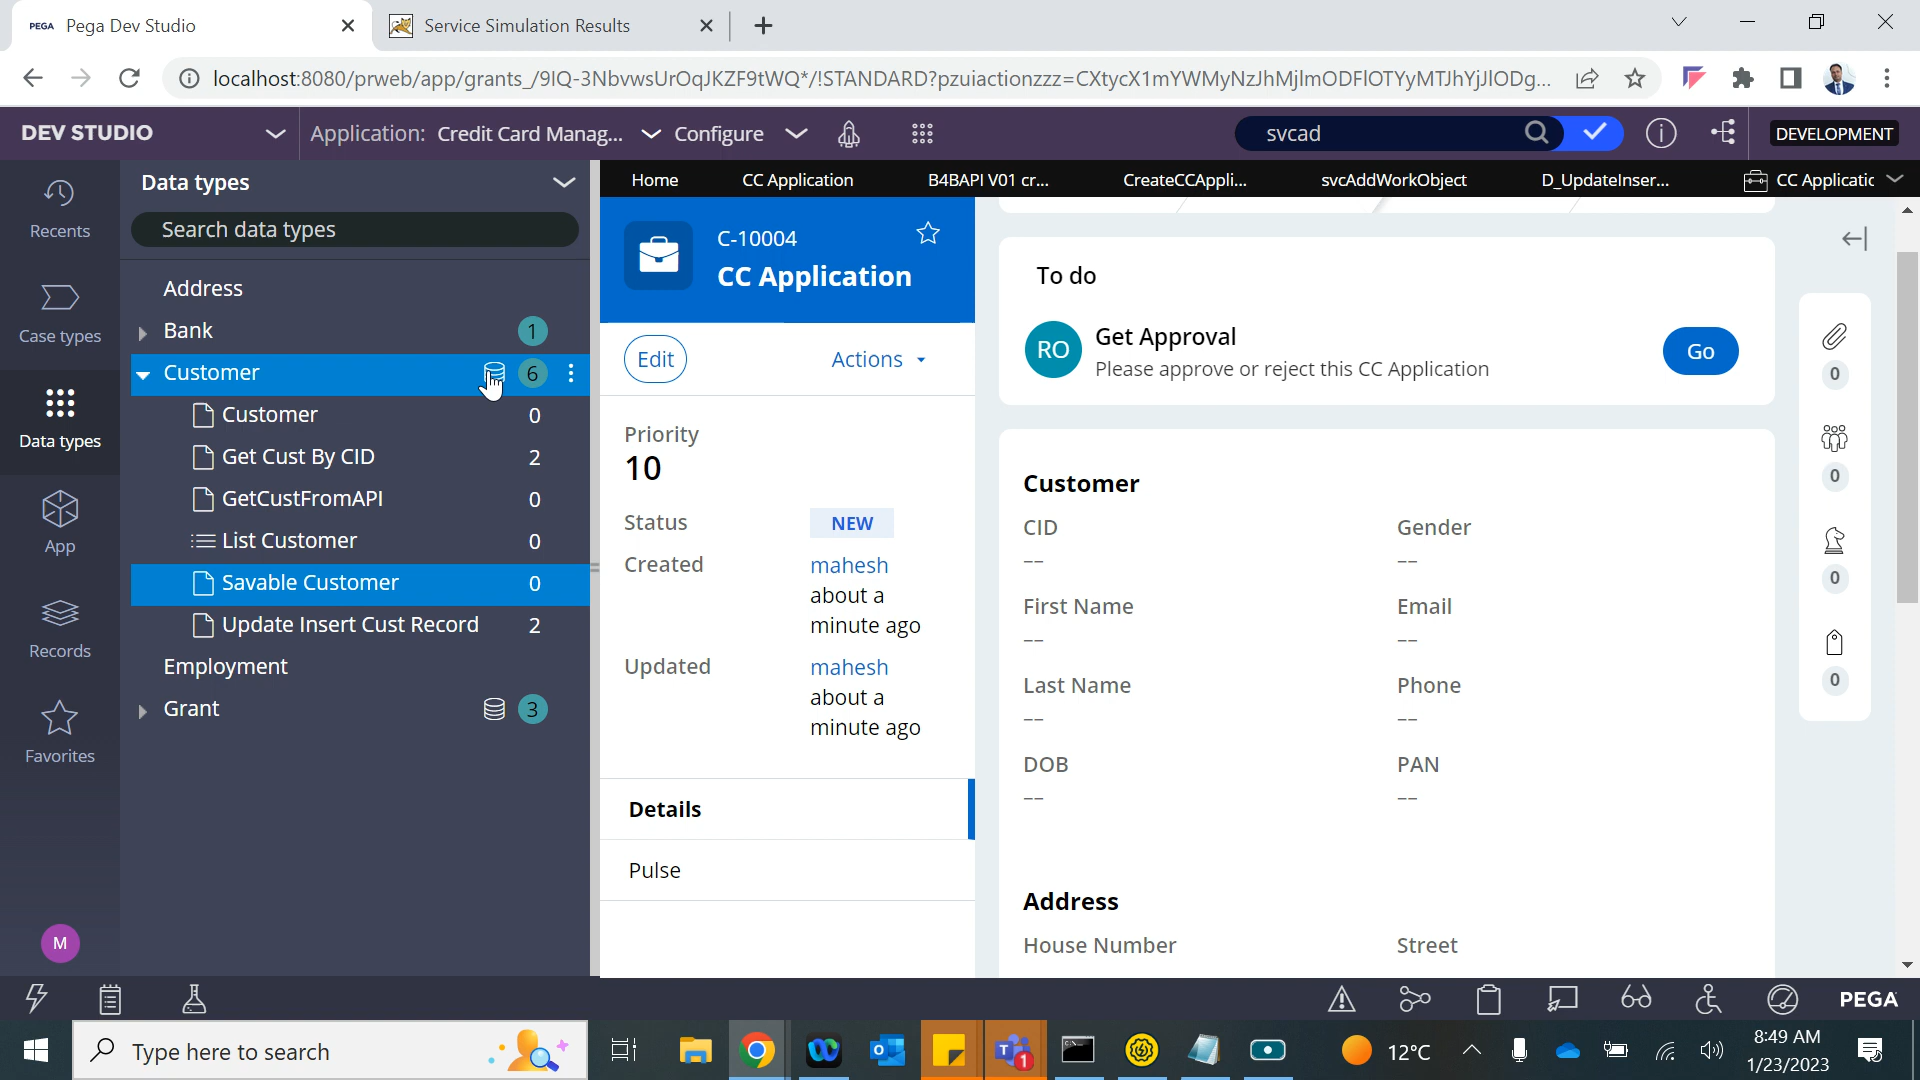 PEGA Pega Dev Studio
Service Simulation Results
localhost:8080/prweb/app/grants_/9IQ-3NbvwsUrOqJKZF9tWQ*/!STANDARD?pzuiactionzzz=CXtycX1mYWMyNzJhMjlmODFlOTYyMTJhYjJlODg...
DEV STUDIO
Application: Credit Card Manag...
Configure
svcad
DEVELOPMENT
Recents
Case types
Data types
App
Records
Favorites
M
Data types
Search data types
Address
Bank 1
Customer 6
Customer 0
Get Cust By CID 2
GetCustFromAPI 0
List Customer 0
Savable Customer 0
Update Insert Cust Record 2
Employment
Grant 3
Home
CC Application
B4BAPI V01 cr...
CreateCCAppli...
svcAddWorkObject
D_UpdateInser...
CC Applicatic
C-10004
CC Application
Edit
Actions
Priority
10
Status NEW
Created mahesh
about a
minute ago
Updated mahesh
about a
minute ago
Details
Pulse
To do
RO
Get Approval
Please approve or reject this CC Application
Go
Customer
CID Gender
-- --
First Name Email
-- --
Last Name Phone
-- --
DOB PAN
-- --
Address
House Number Street
0
0
0
0
PEGA
Type here to search
1
12°C
8:49 AM
1/23/2023